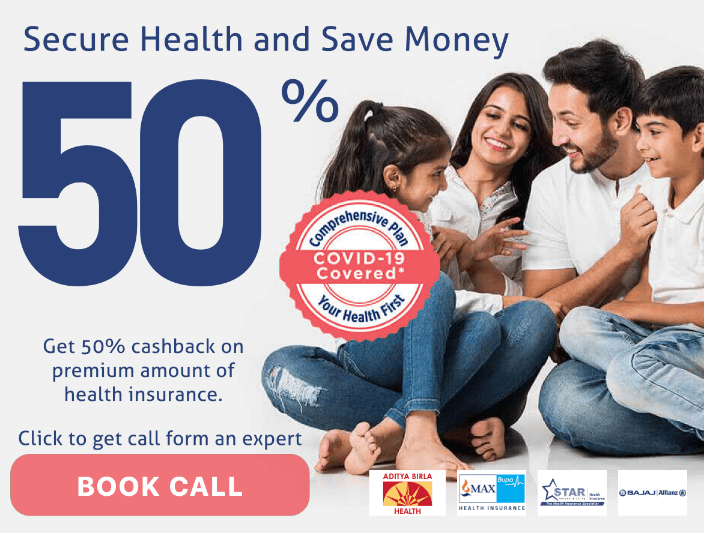 Secure Health and Save Money
50%
Comprehensive Plan
COVID-19
Covered*
Your Health First
Get 50% cashback on
premium amount of
health insurance.
Click to get call form an expert
BOOK CALL
ADITYA BIRLA
HEALTH
MAX Bupa
HEALTH INSURANCE
STAR Health
Insurance
BAJAJ Allianz